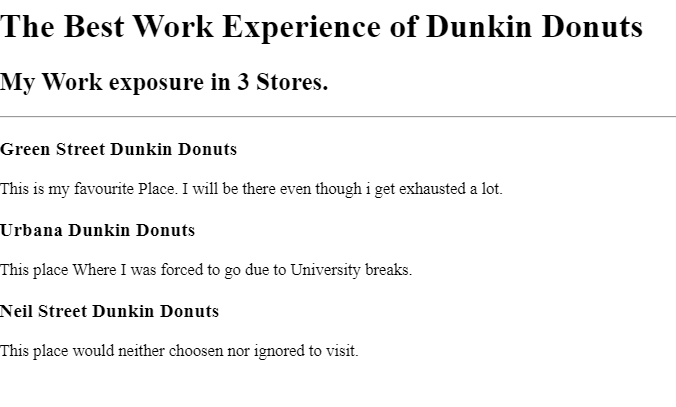 The Best Work Experience of Dunkin Donuts
My Work exposure in 3 Stores.
Green Street Dunkin Donuts
This is my favourite Place. I will be there even though i get exhausted a lot.
Urbana Dunkin Donuts
This place Where I was forced to go due to University breaks.
Neil Street Dunkin Donuts
This place would neither choosen nor ignored to visit.